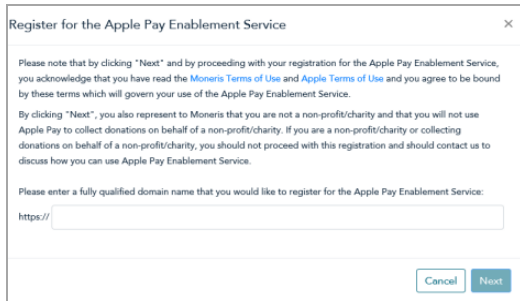 Register for the Apple Pay Enablement Service ×
Please note that by clicking "Next" and by proceeding with your registration for the Apple Pay Enablement Service,
you acknowledge that you have read the Moneris Terms of Use and Apple Terms of Use and you agree to be bound
by these terms which will govern your use of the Apple Pay Enablement Service.
By clicking "Next", you also represent to Moneris that you are not a non-profit/charity and that you will not use
Apple Pay to collect donations on behalf of a non-profit/charity. If you are a non-profit/charity or collecting
donations on behalf of a non-profit/charity, you should not proceed with this registration and should contact us to
discuss how you can use Apple Pay Enablement Service.
Please enter a fully qualified domain name that you would like to register for the Apple Pay Enablement Service:
https://
Cancel Next